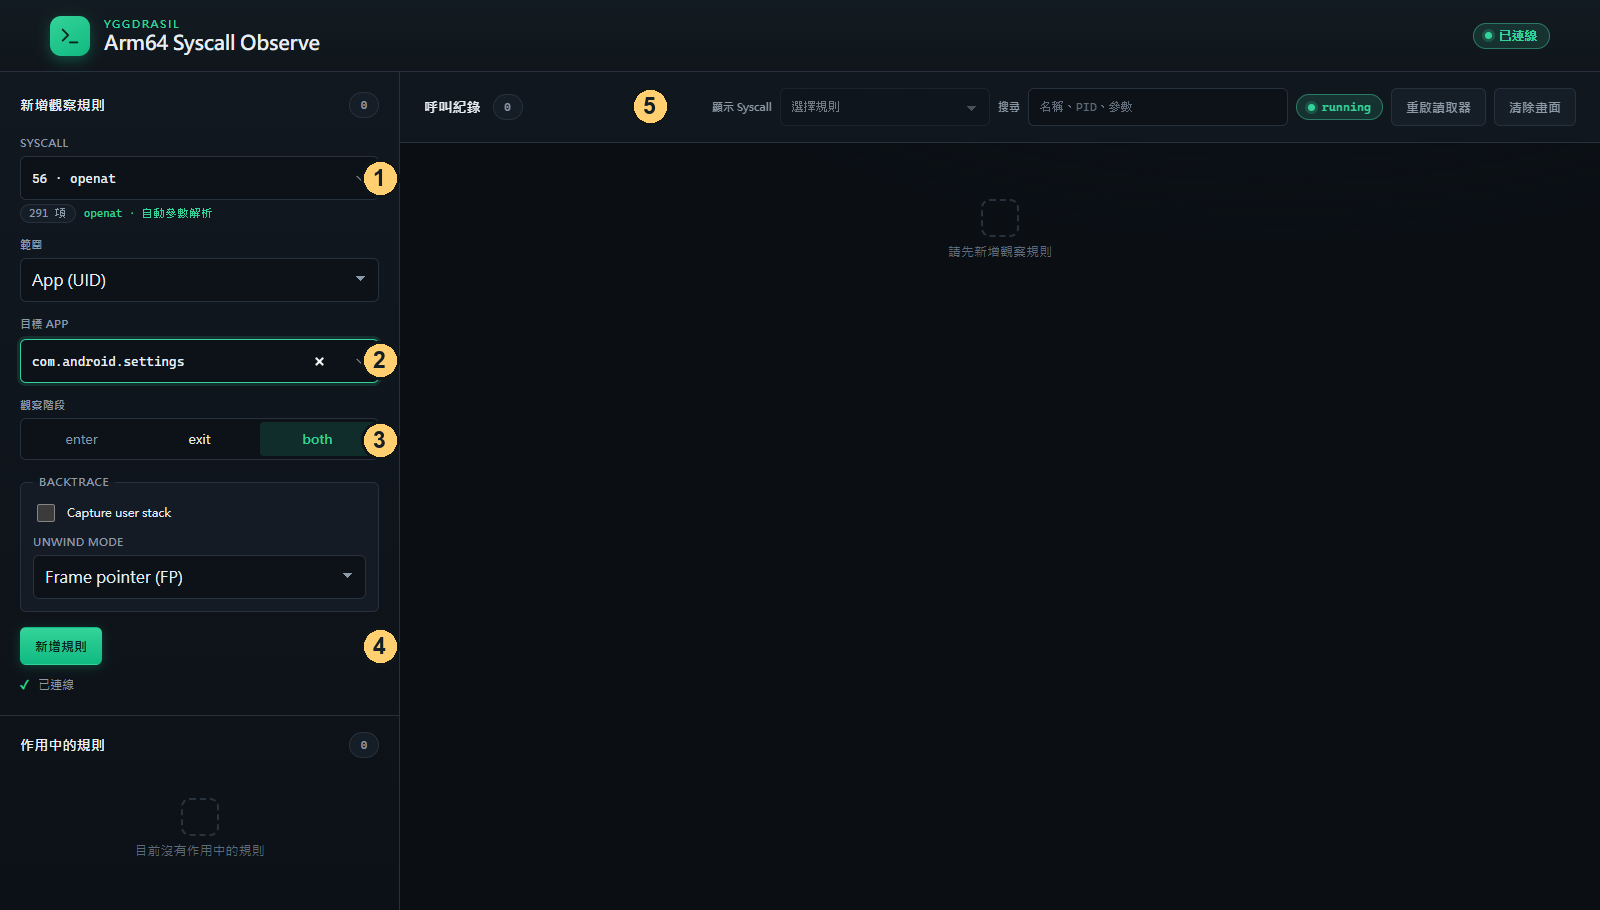 YGGDRASIL
Arm64 Syscall Observe
已連線
新增觀察規則
0
SYSCALL
56 · openat
1
291 項
openat · 自動參數解析
範圍
App (UID)
目標 APP
com.android.settings
×
2
觀察階段
enter
exit
both
3
BACKTRACE
Capture user stack
UNWIND MODE
Frame pointer (FP)
新增規則
4
✓ 已連線
作用中的規則
0
目前沒有作用中的規則
呼叫紀錄
0
5
顯示 Syscall
選擇規則
搜尋
名稱、PID、參數
running
重啟讀取器
清除畫面
請先新增觀察規則